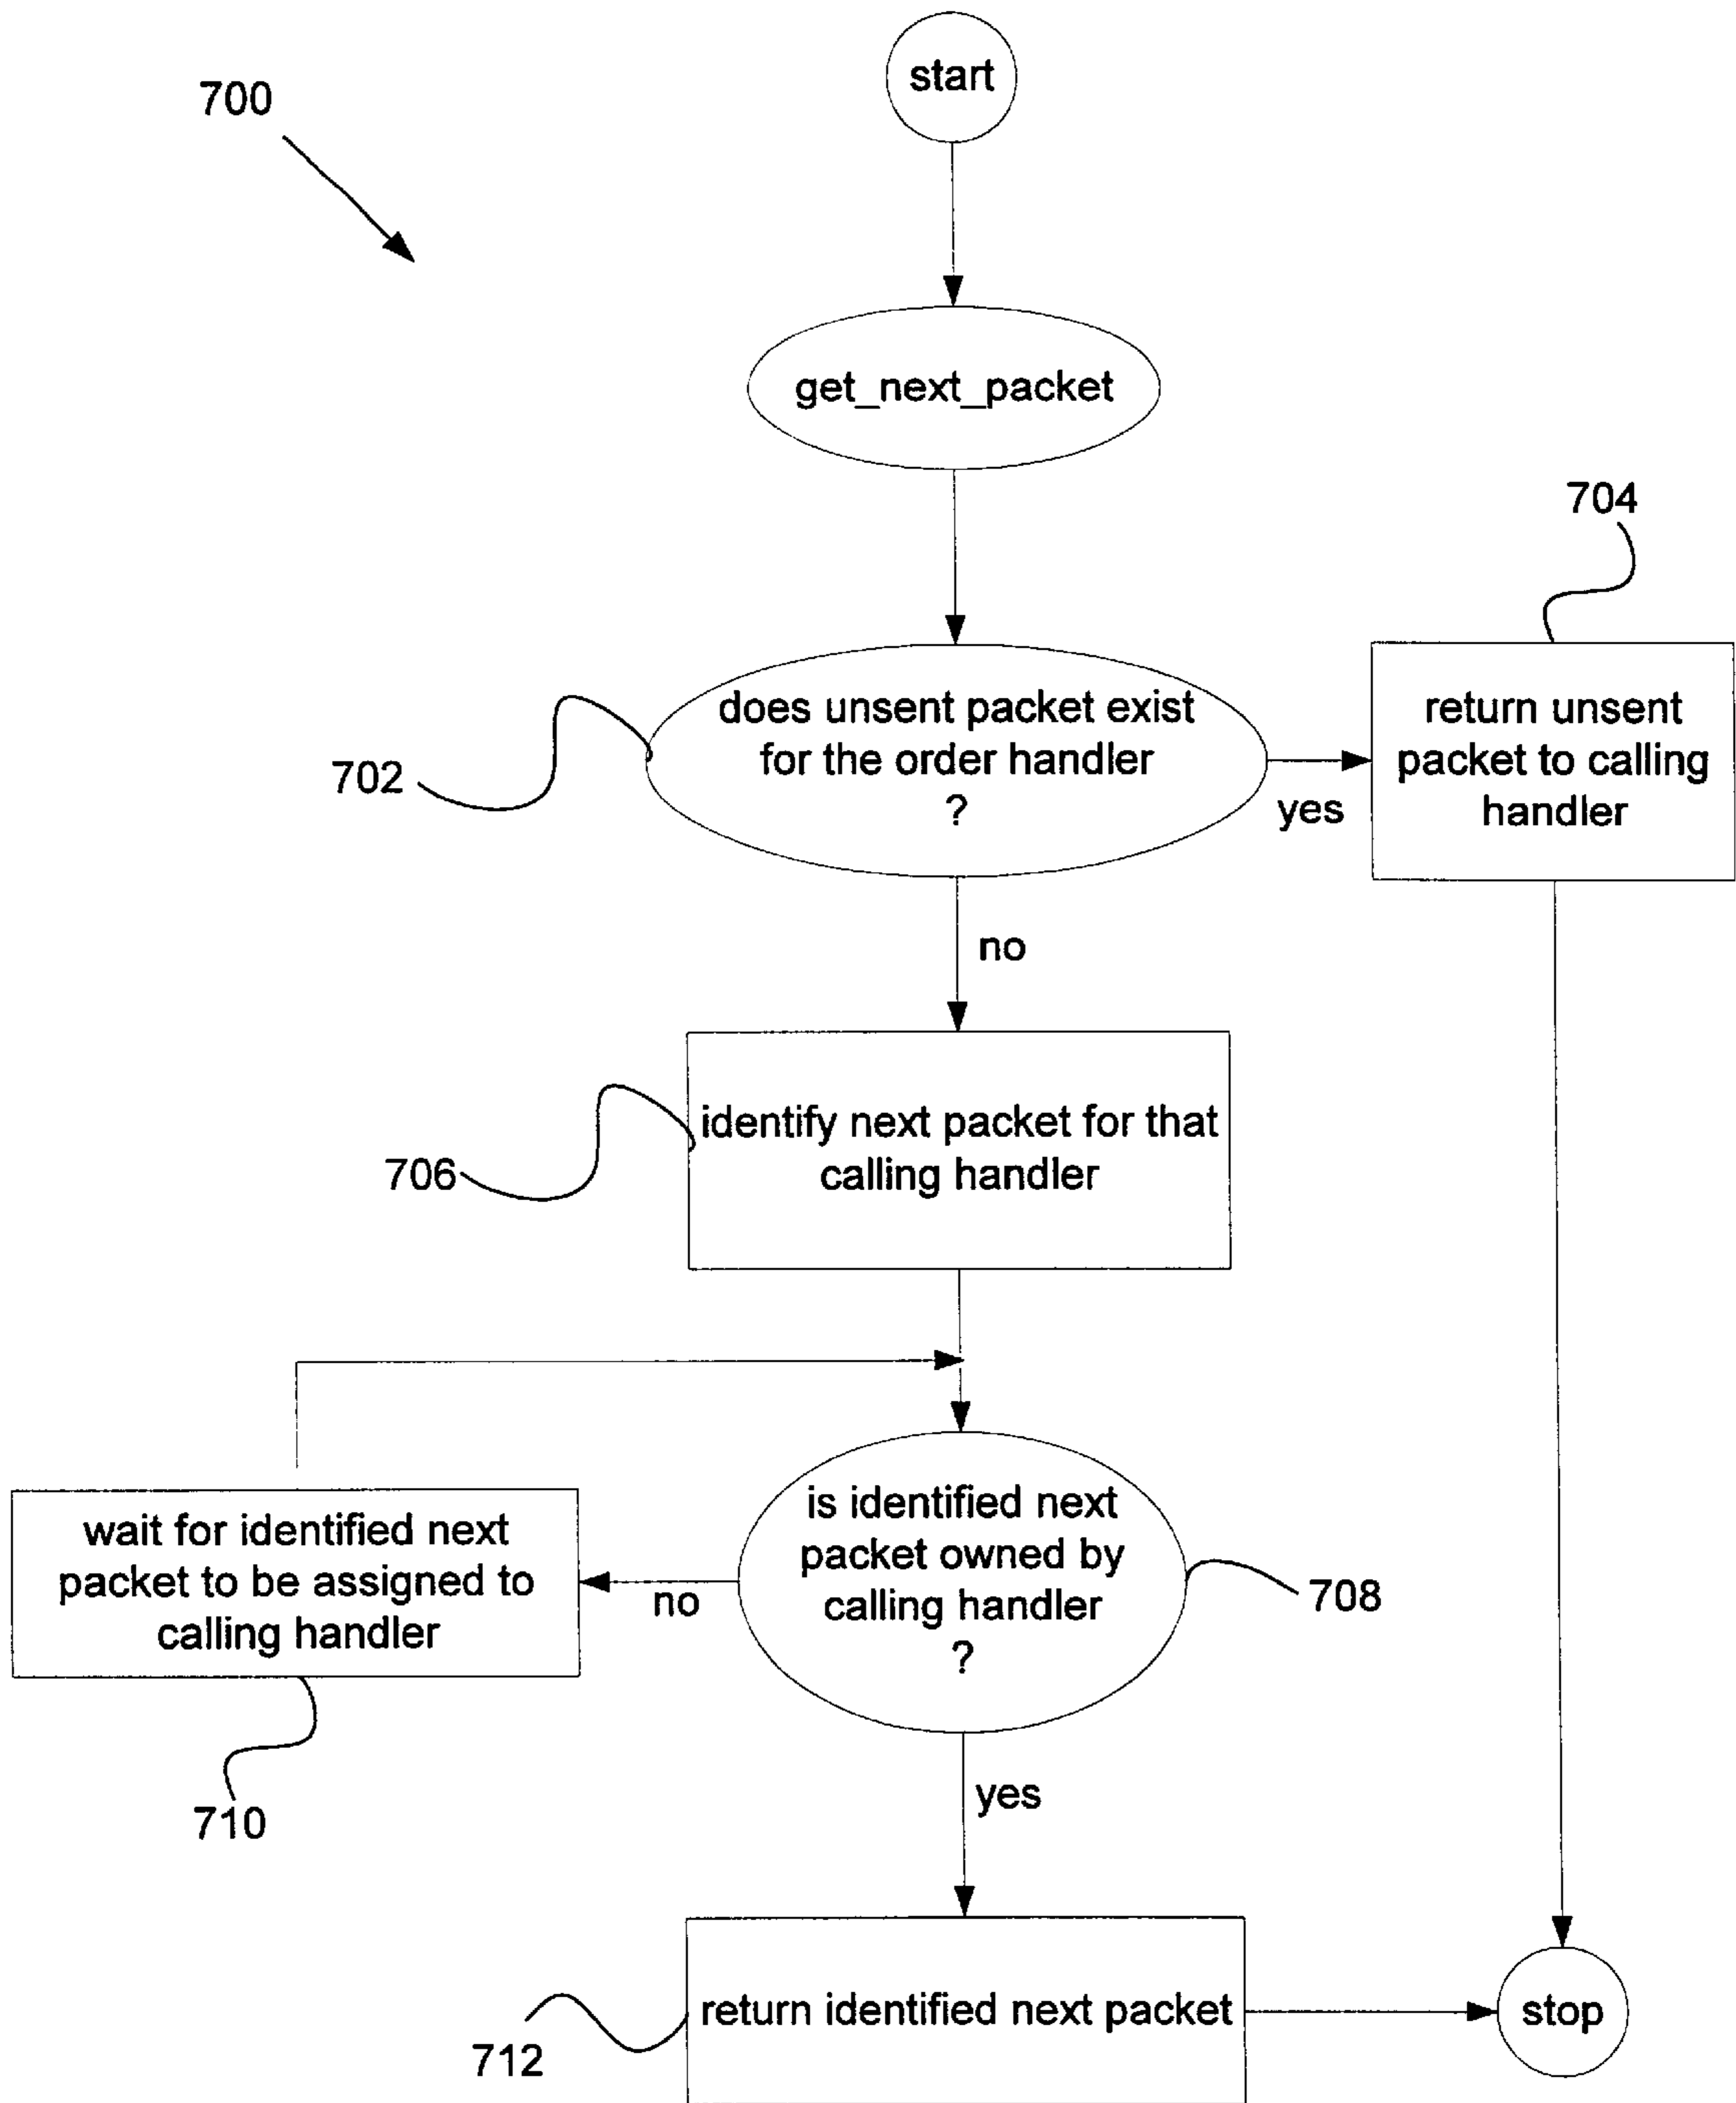 start
700
get_next_packet
704
does unsent packet exist
for the order handler
?
702
yes
return unsent
packet to calling
handler
no
identify next packet for that
calling handler
706
is identified next
packet owned by
calling handler
?
708
no
wait for identified next
packet to be assigned to
calling handler
710
yes
return identified next packet
712
stop